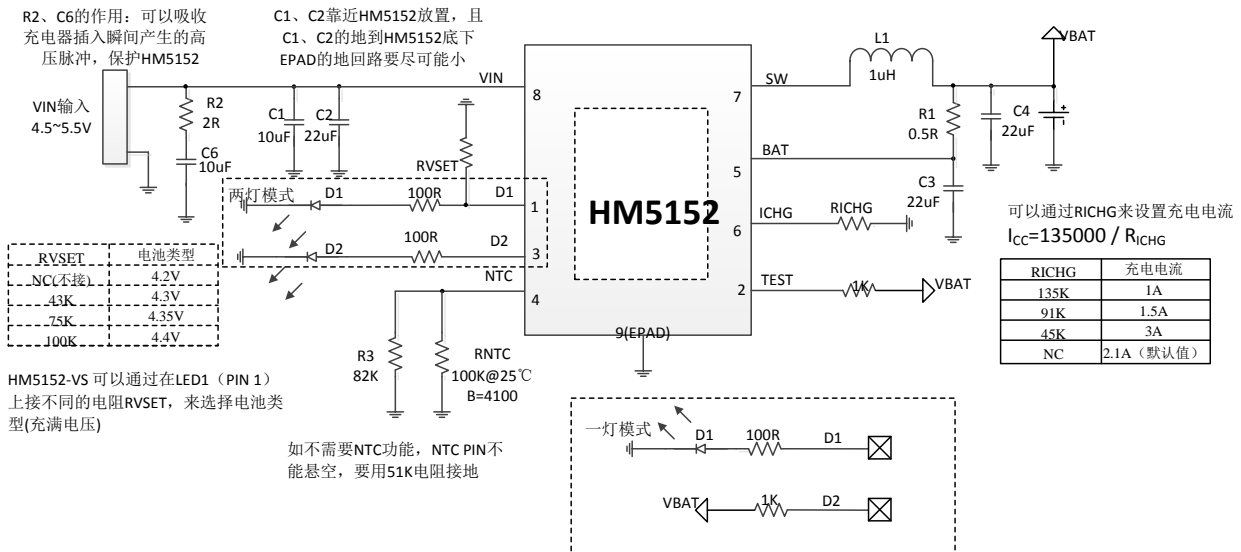 R2、C6的作用：可以吸收
充电器插入瞬间产生的高
压脉冲，保护HM5152
C1、C2靠近HM5152放置，且
C1、C2的地到HM5152底下
EPAD的地回路要尽可能小
VIN输入
4.5~5.5V
R2
2R
C6
10uF
C1
10uF
C2
22uF
VIN
8
RVSET
两灯模式
D1
100R
D1
1
D2
100R
D2
3
NTC
4
HM5152
9(EPAD)
SW
7
L1
1uH
VBAT
R1
0.5R
C4
22uF
+
-
BAT
5
C3
22uF
ICHG
6
RICHG
TEST
2
1K
VBAT
可以通过RICHG来设置充电电流
ICC=135000 / RICHG
RICHG 充电电流
135K 1A
91K 1.5A
45K 3A
NC 2.1A（默认值）
RVSET 电池类型
NC(不接) 4.2V
43K 4.3V
75K 4.35V
100K 4.4V
HM5152-VS 可以通过在LED1（PIN 1）
上接不同的电阻RVSET，来选择电池类
型(充满电压)
R3
82K
RNTC
100K@25℃
B=4100
如不需要NTC功能，NTC PIN不
能悬空，要用51K电阻接地
一灯模式
D1
100R
D1
VBAT
1K
D2